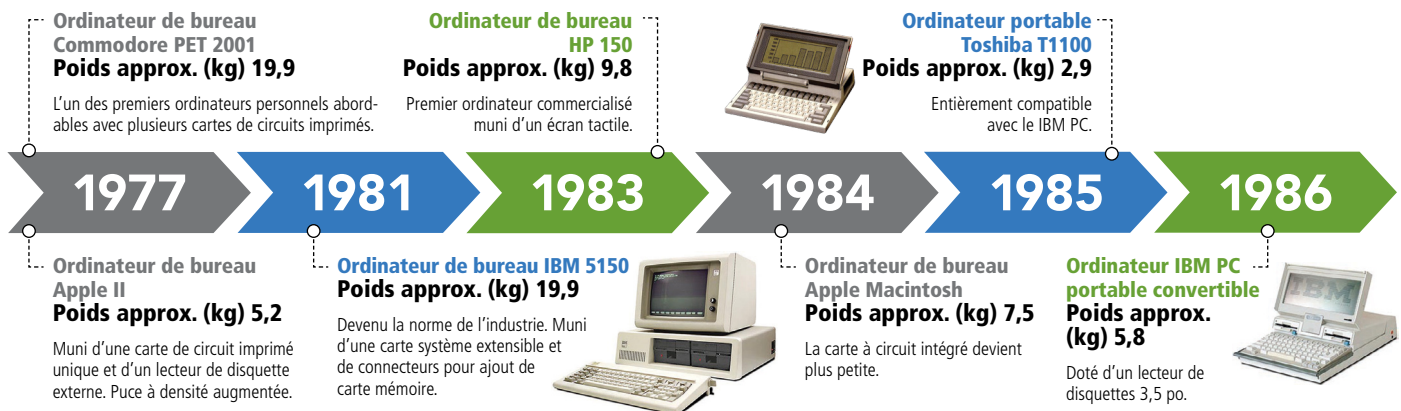 Ordinateur de bureau
Commodore PET 2001
Poids approx. (kg) 19,9
L'un des premiers ordinateurs personnels abord-
ables avec plusieurs cartes de circuits imprimés.
Ordinateur de bureau
HP 150
Poids approx. (kg) 9,8
Premier ordinateur commercialisé
muni d'un écran tactile.
Ordinateur portable
Toshiba T1100
Poids approx. (kg) 2,9
Entièrement compatible
avec le IBM PC.
1977
1981
1983
1984
1985
1986
Ordinateur de bureau
Apple II
Poids approx. (kg) 5,2
Muni d'une carte de circuit imprimé
unique et d'un lecteur de disquette
externe. Puce à densité augmentée.
Ordinateur de bureau IBM 5150
Poids approx. (kg) 19,9
Devenu la norme de l'industrie. Muni
d'une carte système extensible et
de connecteurs pour ajout de
carte mémoire.
Ordinateur de bureau
Apple Macintosh
Poids approx. (kg) 7,5
La carte à circuit intégré devient
plus petite.
Ordinateur IBM PC
portable convertible
Poids approx.
(kg) 5,8
Doté d'un lecteur de
disquettes 3,5 po.
IBM